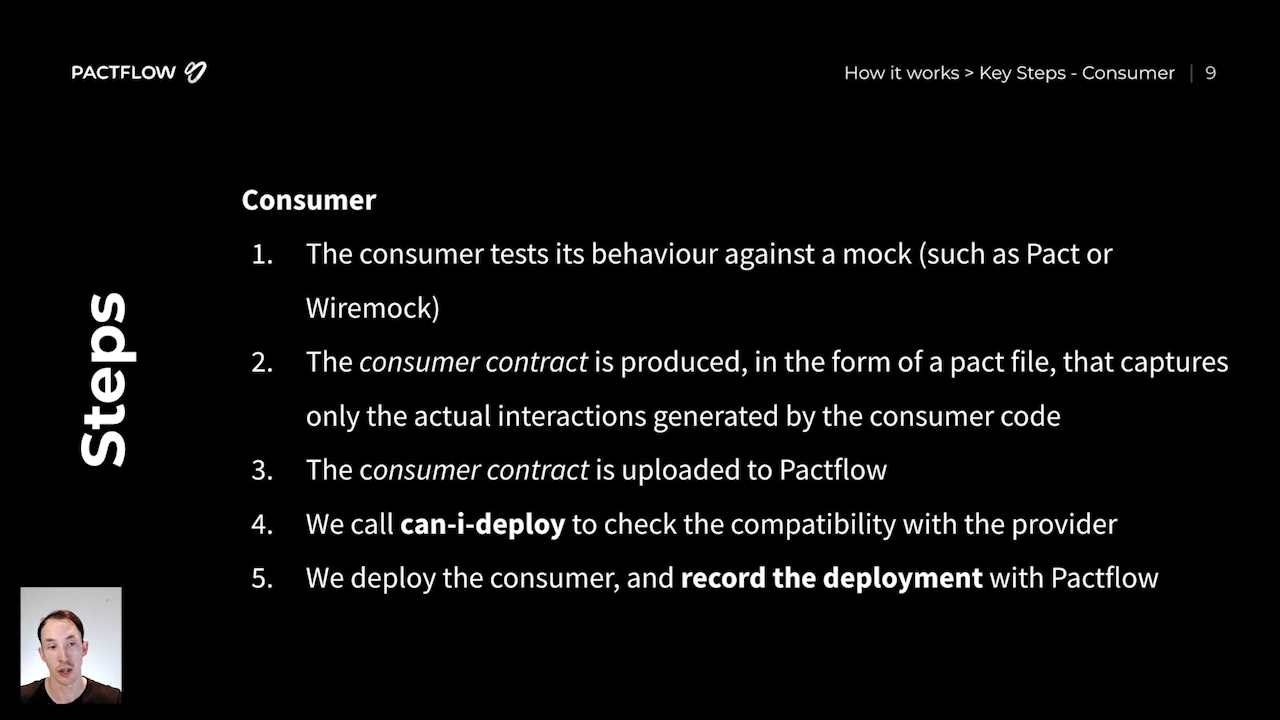 PACTFLOW
How it works > Key Steps - Consumer | 9
Steps
Consumer
1. The consumer tests its behaviour against a mock (such as Pact or
Wiremock)
2. The consumer contract is produced, in the form of a pact file, that captures
only the actual interactions generated by the consumer code
3. The consumer contract is uploaded to Pactflow
4. We call can-i-deploy to check the compatibility with the provider
5. We deploy the consumer, and record the deployment with Pactflow